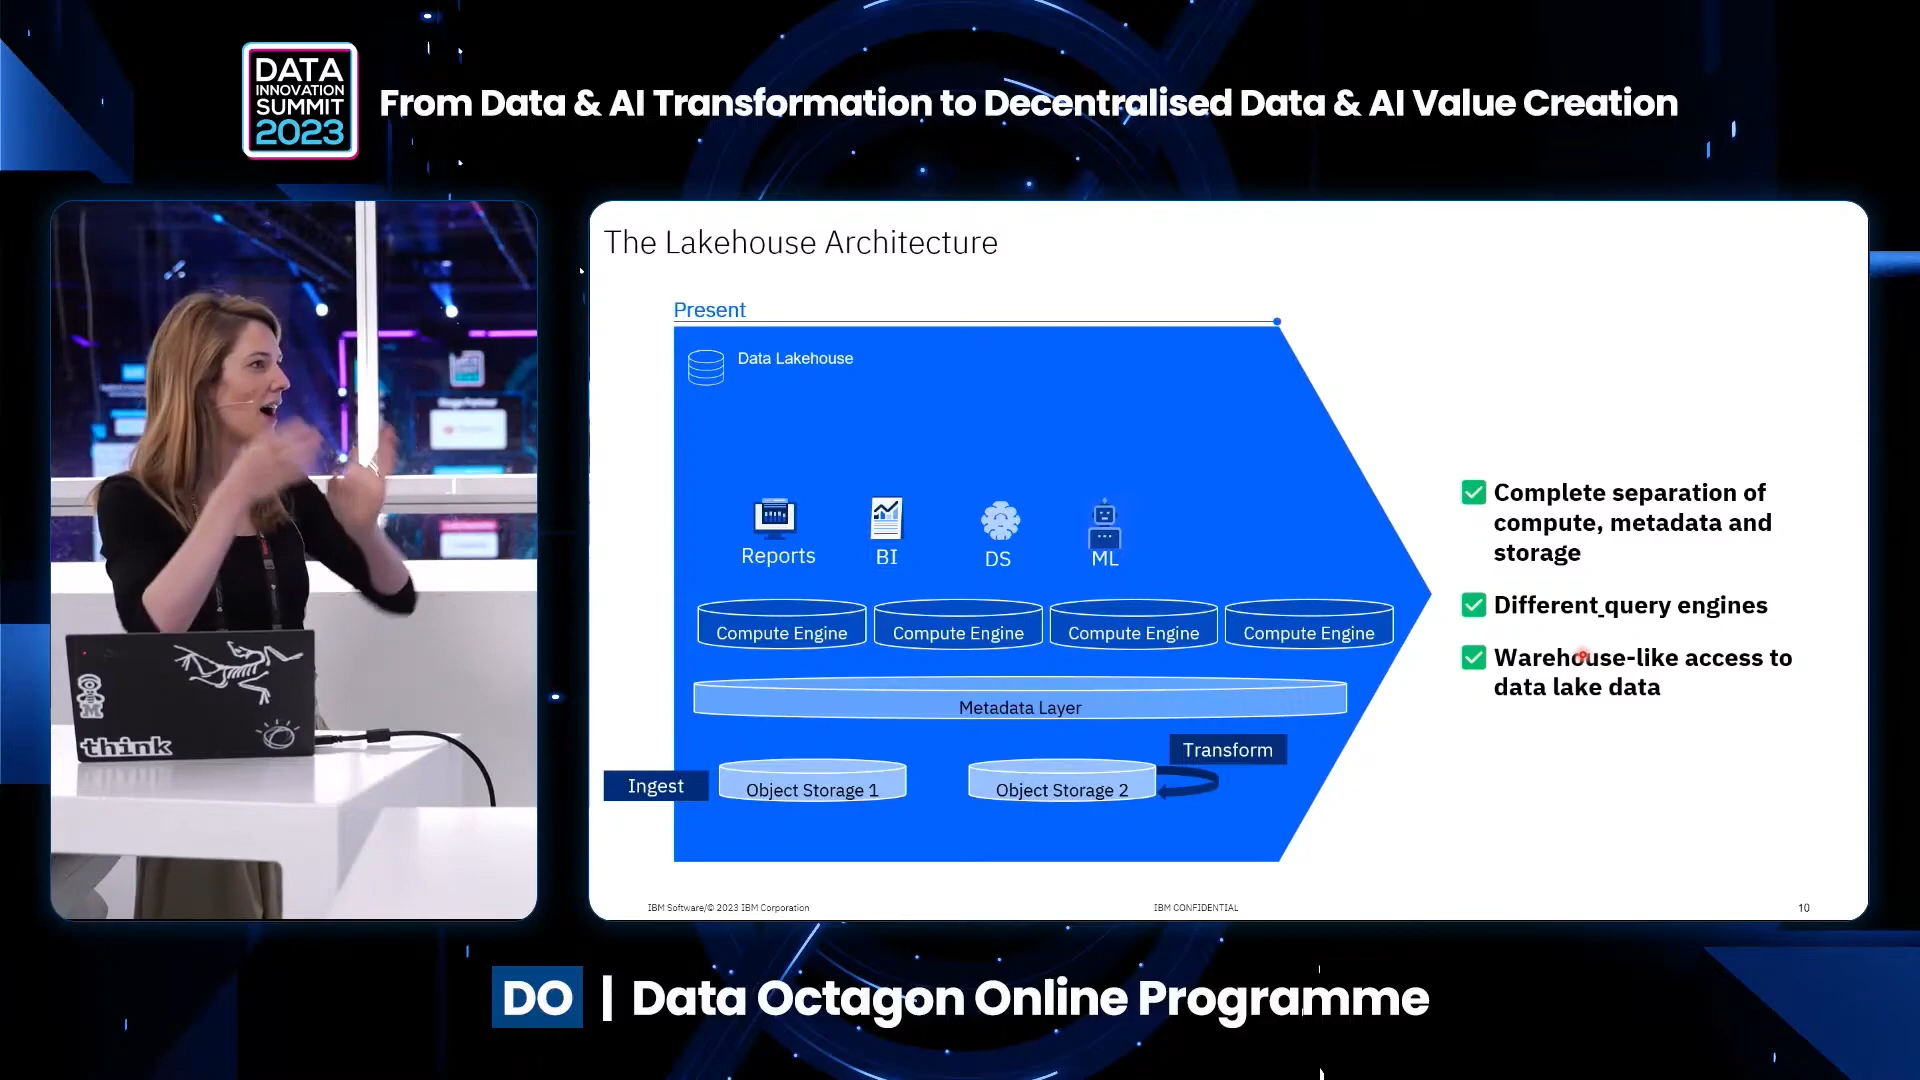 DATA
INNOVATION
SUMMIT
2023
From Data & AI Transformation to Decentralised Data & AI Value Creation
The Lakehouse Architecture
Present
Data Lakehouse
Reports
BI
DS
ML
Compute Engine
Compute Engine
Compute Engine
Compute Engine
Metadata Layer
Transform
Ingest
Object Storage 1
Object Storage 2
Complete separation of
compute, metadata and
storage
Different query engines
Warehouse-like access to
data lake data
IBM Software/© 2023 IBM Corporation
IBM CONFIDENTIAL
10
think
M
DO | Data Octagon Online Programme